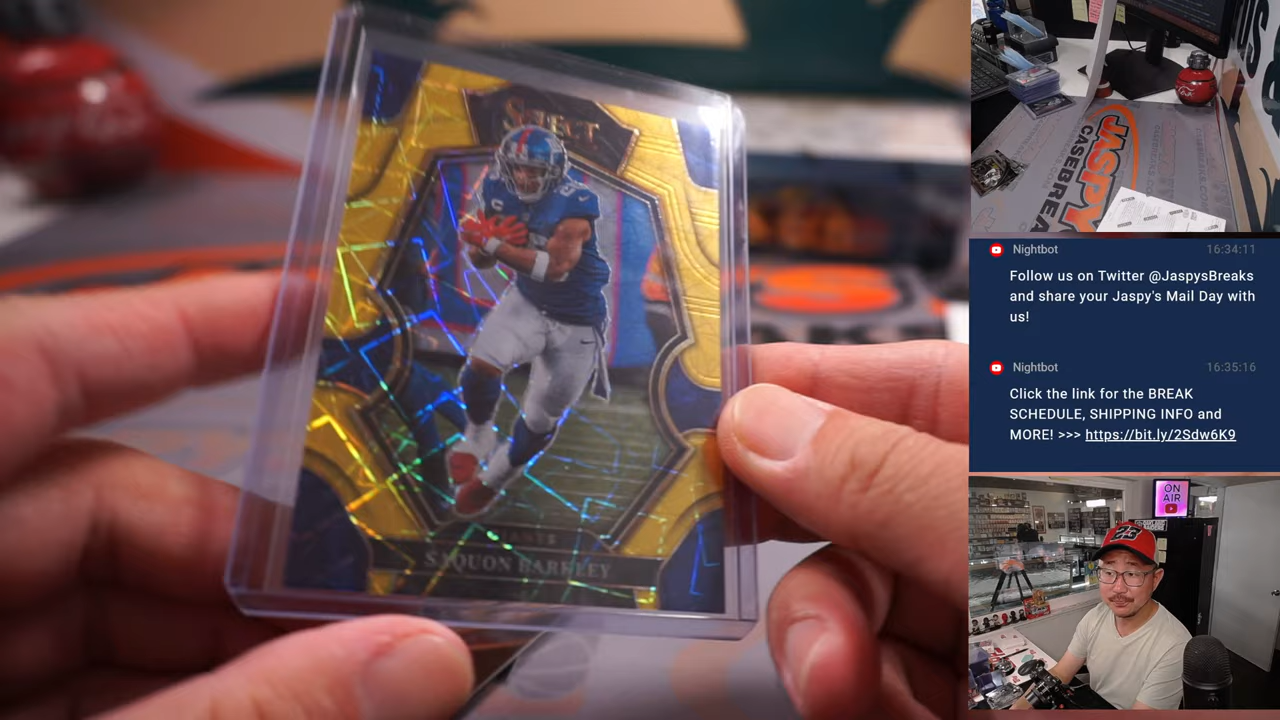 SELECT
GIANTS
SAQUON BARKLEY
JASPY
CASEBREA
Nightbot 16:34:11
Follow us on Twitter @JaspysBreaks
and share your Jaspy's Mail Day with
us!
Nightbot 16:35:16
Click the link for the BREAK
SCHEDULE, SHIPPING INFO and
MORE! >>> https://bit.ly/2Sdw6K9
ON
AIR
23